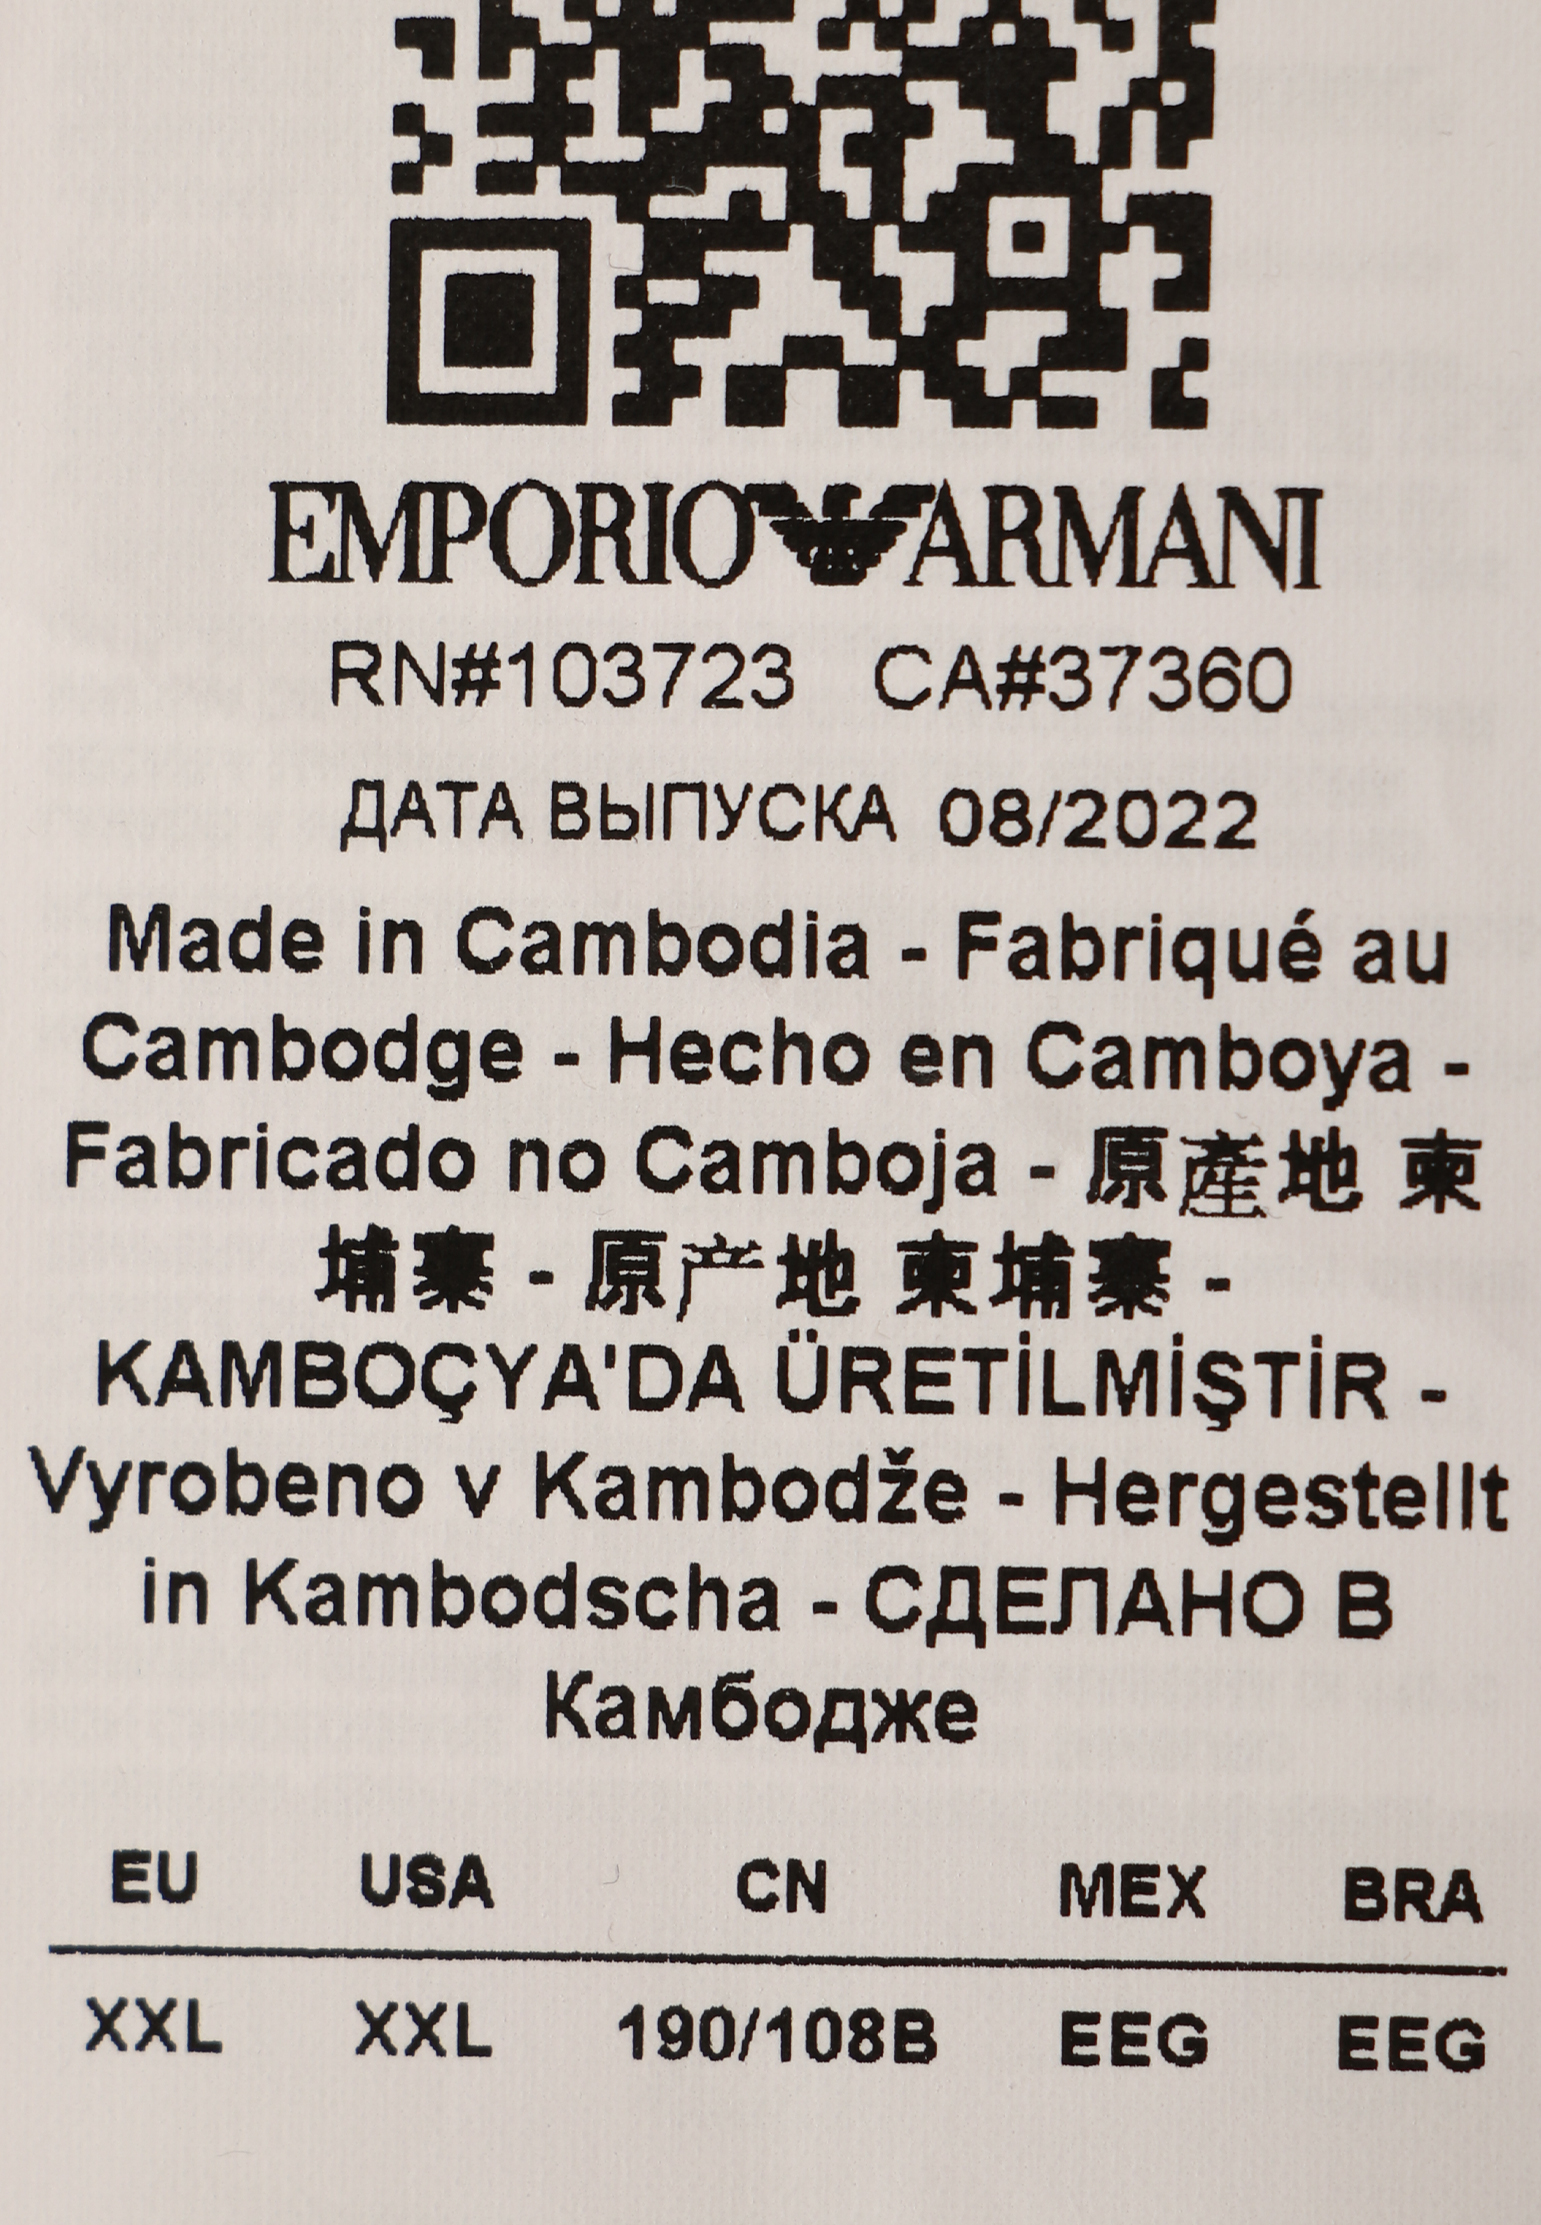 EMPORIO ARMANI
RN#103723 CA#37360
ДАТА ВЫПУСКА 08/2022
Made in Cambodia - Fabriqué au
Cambodge - Hecho en Camboya -
Fabricado no Camboja - 原產地 柬
埔寨 - 原产地 柬埔寨 -
KAMBOÇYA'DA ÜRETİLMİŞTİR -
Vyrobeno v Kambodže - Hergestellt
in Kambodscha - СДЕЛАНО В
Камбодже
EU USA CN MEX BRA
XXL XXL 190/108B EEG EEG